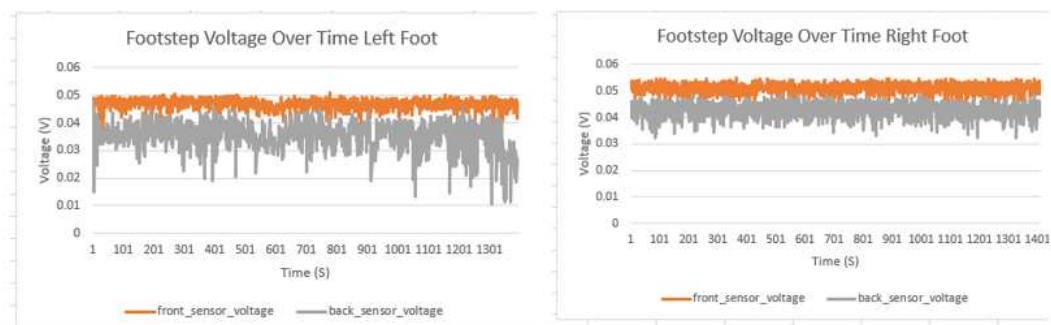 Footstep Voltage Over Time Left Foot
0.06
0.05
0.04
0.03
0.02
0.01
0
Voltage (V)
1 101 201 301 401 501 601 701 801 901 1001 1101 1201 1301
Time (S)
front_sensor_voltage back_sensor_voltage
Footstep Voltage Over Time Right Foot
0.06
0.05
0.04
0.03
0.02
0.01
0
Voltage (V)
1 101 201 301 401 501 601 701 801 901 1001 1101 1201 1301 1401
Time (S)
front_sensor_voltage back_sensor_voltage